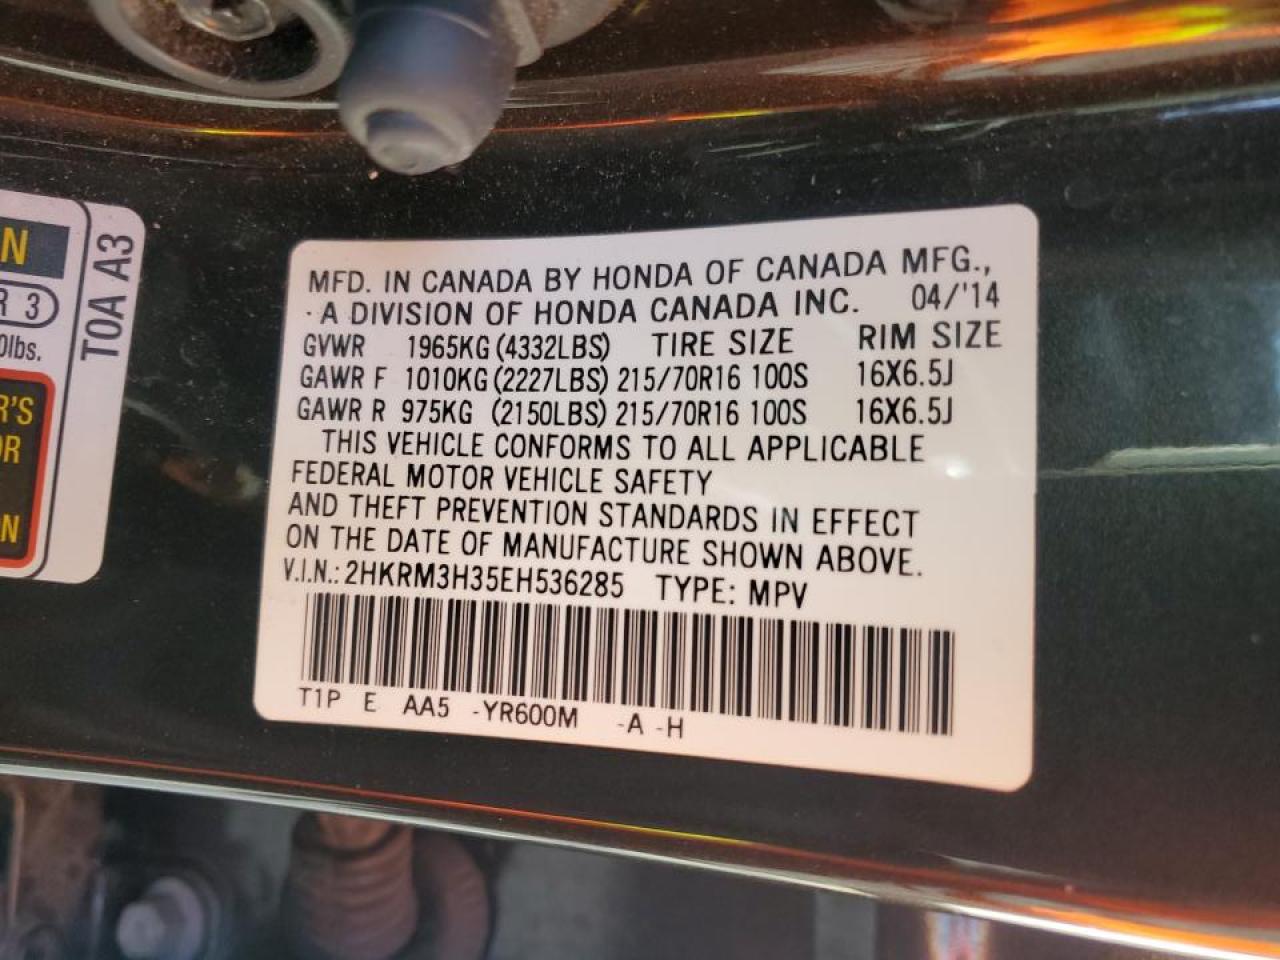 N
R 3
0lbs.
R'S
OR
N
T0A A3
MFD. IN CANADA BY HONDA OF CANADA MFG.,
A DIVISION OF HONDA CANADA INC. 04/'14
GVWR 1965KG (4332LBS) TIRE SIZE RIM SIZE
GAWR F 1010KG (2227LBS) 215/70R16 100S 16X6.5J
GAWR R 975KG (2150LBS) 215/70R16 100S 16X6.5J
THIS VEHICLE CONFORMS TO ALL APPLICABLE
FEDERAL MOTOR VEHICLE SAFETY
AND THEFT PREVENTION STANDARDS IN EFFECT
ON THE DATE OF MANUFACTURE SHOWN ABOVE.
V.I.N.: 2HKRM3H35EH536285 TYPE: MPV
T1P E AA5 -YR600M -A -H